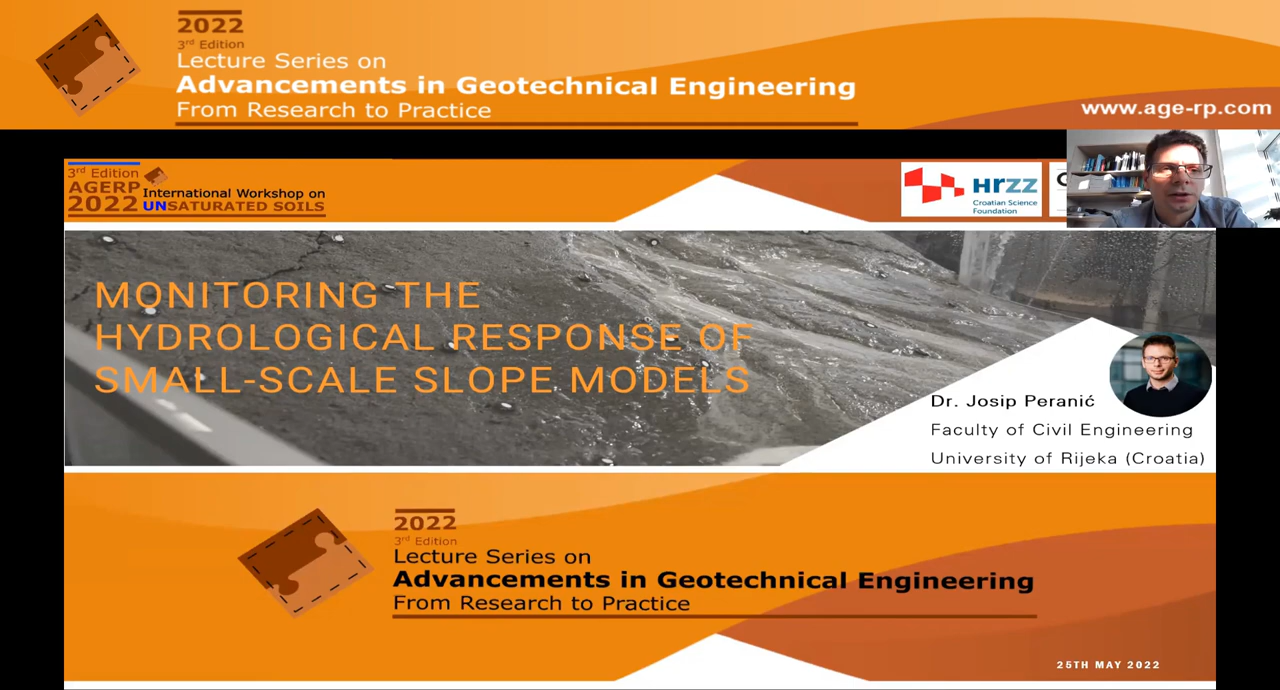 2022
3rd Edition
Lecture Series on
Advancements in Geotechnical Engineering
From Research to Practice
www.age-rp.com
3rd Edition
AGERP
2022
International Workshop on
UNSATURATED SOILS
HRZZ
Croatian Science
Foundation
MONITORING THE
HYDROLOGICAL RESPONSE OF
SMALL-SCALE SLOPE MODELS
Dr. Josip Peranić
Faculty of Civil Engineering
University of Rijeka (Croatia)
2022
3rd Edition
Lecture Series on
Advancements in Geotechnical Engineering
From Research to Practice
25TH MAY 2022